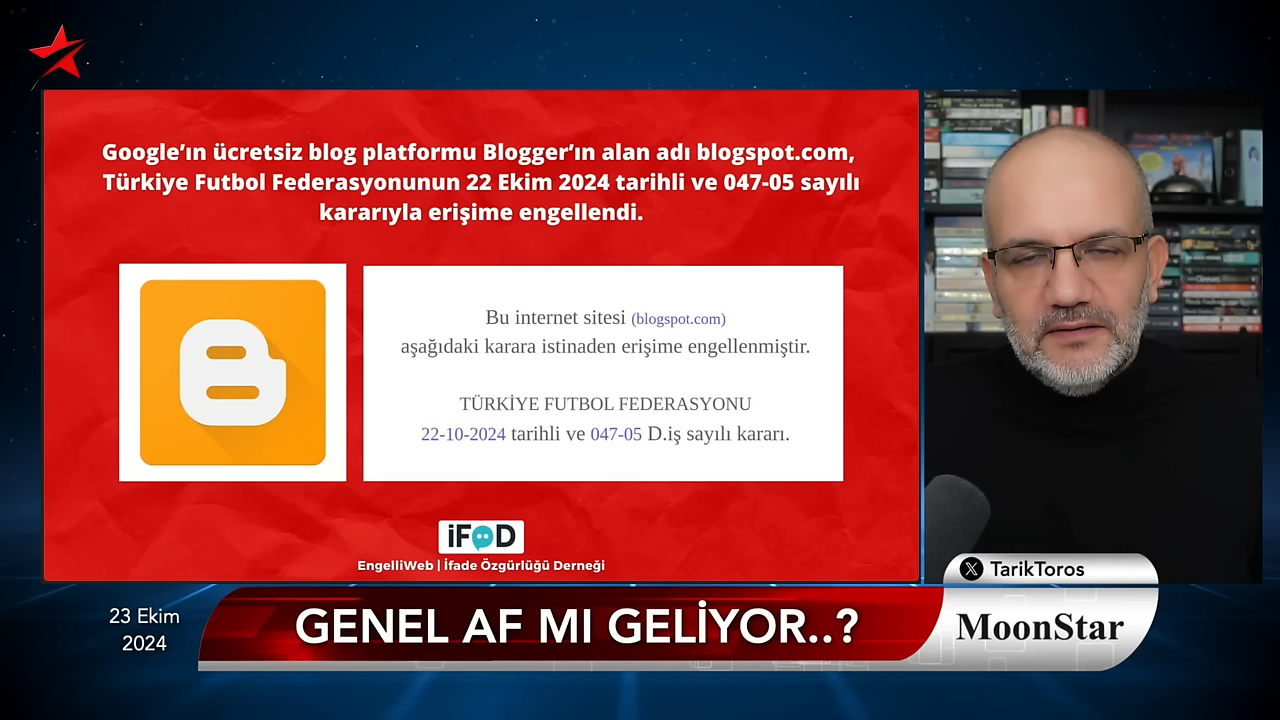 Google’ın ücretsiz blog platformu Blogger’ın alan adı blogspot.com,
Türkiye Futbol Federasyonunun 22 Ekim 2024 tarihli ve 047-05 sayılı
kararıyla erişime engellendi.
Bu internet sitesi (blogspot.com)
aşağıdaki karara istinaden erişime engellenmiştir.
TÜRKİYE FUTBOL FEDERASYONU
22-10-2024 tarihli ve 047-05 D.iş sayılı kararı.
iFOD
EngelliWeb | İfade Özgürlüğü Derneği
TarikToros
23 Ekim
2024
GENEL AF MI GELİYOR..?
MoonStar